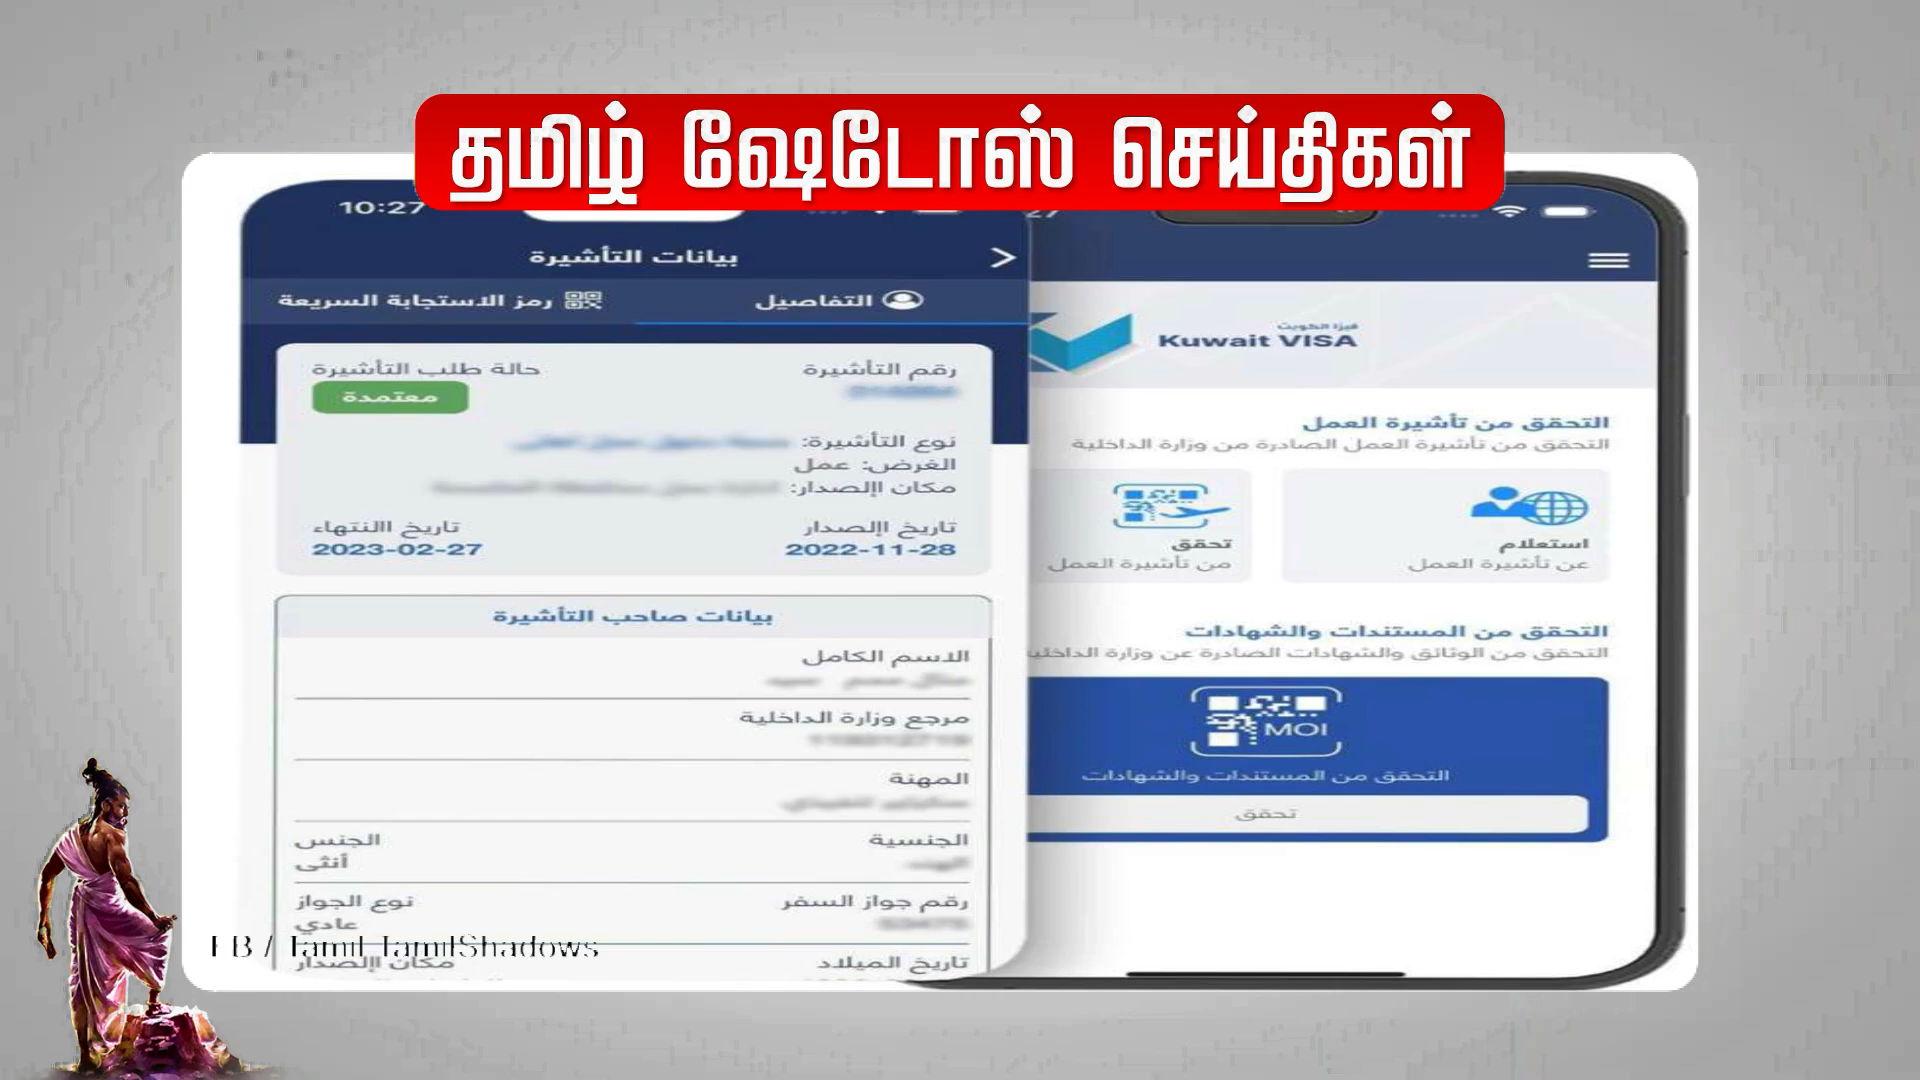 தமிழ் ஷேடோஸ் செய்திகள்
10:27
بيانات التأشيرة
التفاصيل
رمز الاستجابة السريعة
رقم التأشيرة
حالة طلب التأشيرة
معتمدة
نوع التأشيرة:
الغرض: عمل
مكان الإصدار:
تاريخ الإصدار
تاريخ االنتهاء
2022-11-28
2023-02-27
بيانات صاحب التأشيرة
الاسم الكامل
مرجع وزارة الداخلية
المهنة
الجنسية
الجنس
أنثى
رقم جواز السفر
نوع الجواز
عادي
تاريخ الميلاد
مكان الإصدار
FB / Tamil TamilShadows
27
فيزا الكويت
Kuwait VISA
التحقق من تأشيرة العمل
التحقق من تأشيرة العمل الصادرة من وزارة الداخلية
استعلام
عن تأشيرة العمل
تحقق
من تأشيرة العمل
التحقق من المستندات والشهادات
التحقق من الوثائق والشهادات الصادرة عن وزارة الداخلية
MOI
التحقق من المستندات والشهادات
تحقق